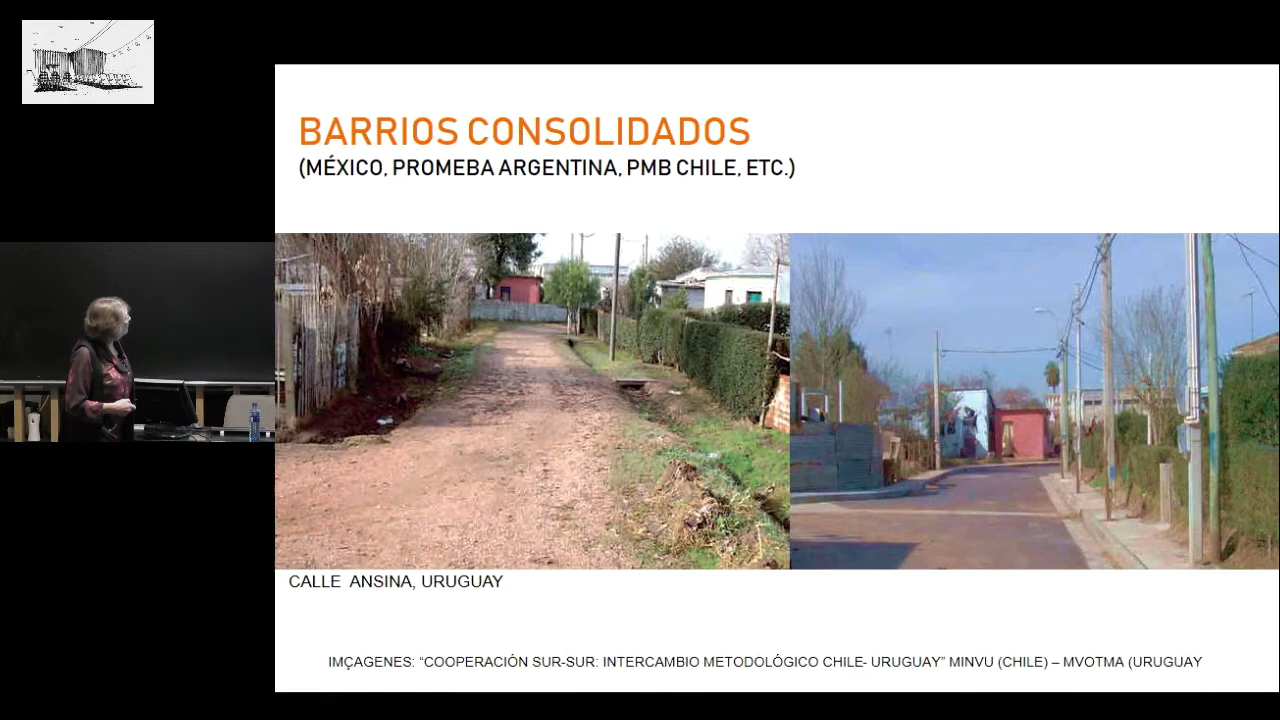 BARRIOS CONSOLIDADOS
(MÉXICO, PROMEBA ARGENTINA, PMB CHILE, ETC.)
CALLE ANSINA, URUGUAY
IMÇAGENES: “COOPERACIÓN SUR-SUR: INTERCAMBIO METODOLÓGICO CHILE- URUGUAY” MINVU (CHILE) – MVOTMA (URUGUAY